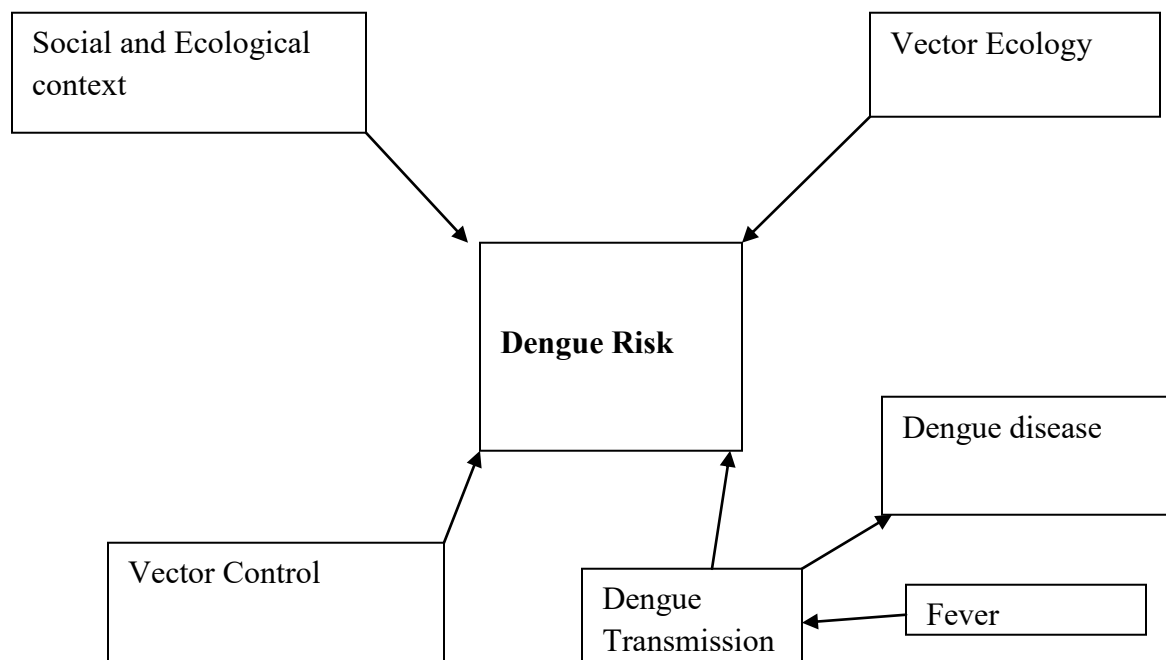 Social and Ecological
context
Vector Ecology
Dengue Risk
Dengue disease
Vector Control
Dengue
Transmission
Fever